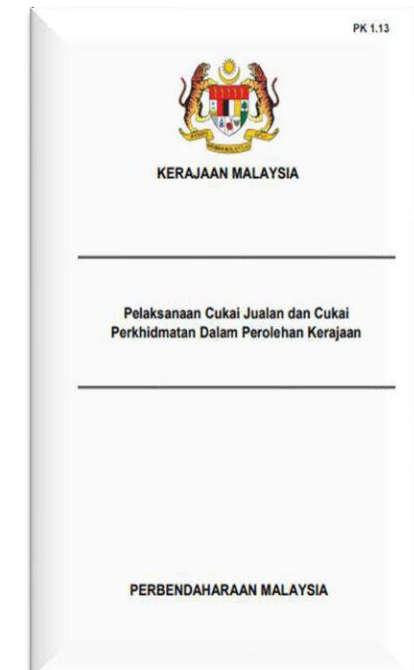 PK 1.13
KERAJAAN MALAYSIA
Pelaksanaan Cukai Jualan dan Cukai
Perkhidmatan Dalam Perolehan Kerajaan
PERBENDAHARAAN MALAYSIA